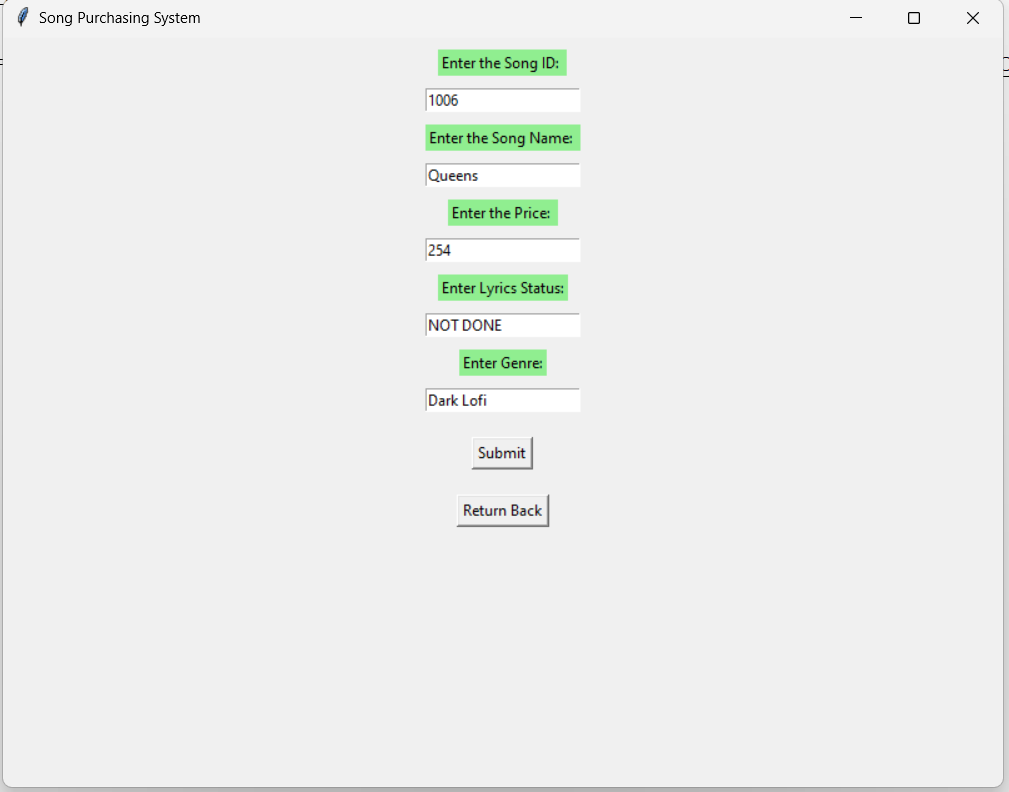 Song Purchasing System
Enter the Song ID:
1006
Enter the Song Name:
Queens
Enter the Price:
254
Enter Lyrics Status:
NOT DONE
Enter Genre:
Dark Lofi
Submit
Return Back